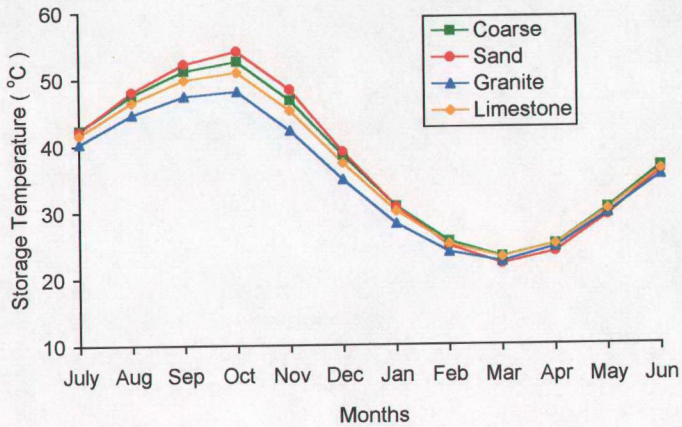 60
50
40
30
20
10
Storage Temperature ( °C)
Coarse
Sand
Granite
Limestone
July Aug Sep Oct Nov Dec Jan Feb Mar Apr May Jun
Months